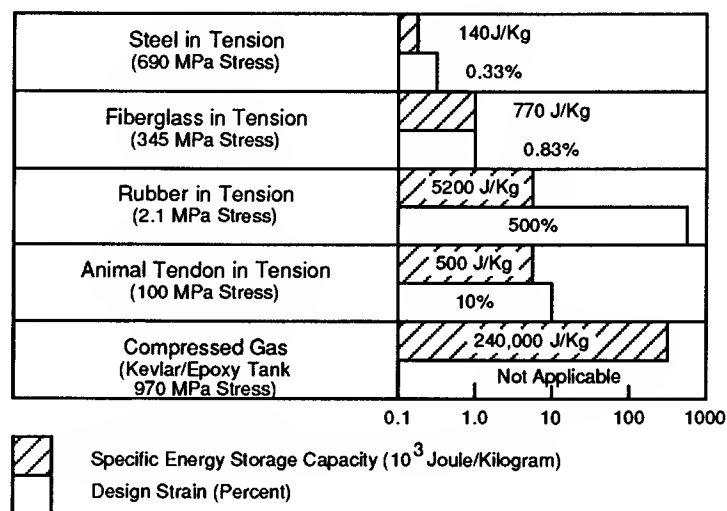 Steel in Tension
(690 MPa Stress)
140J/Kg
0.33%
Fiberglass in Tension
(345 MPa Stress)
770 J/Kg
0.83%
Rubber in Tension
(2.1 MPa Stress)
5200 J/Kg
500%
Animal Tendon in Tension
(100 MPa Stress)
500 J/Kg
10%
Compressed Gas
(Kevlar/Epoxy Tank
970 MPa Stress)
240,000 J/Kg
Not Applicable
0.1 1.0 10 100 1000
Specific Energy Storage Capacity (10³ Joule/Kilogram)
Design Strain (Percent)